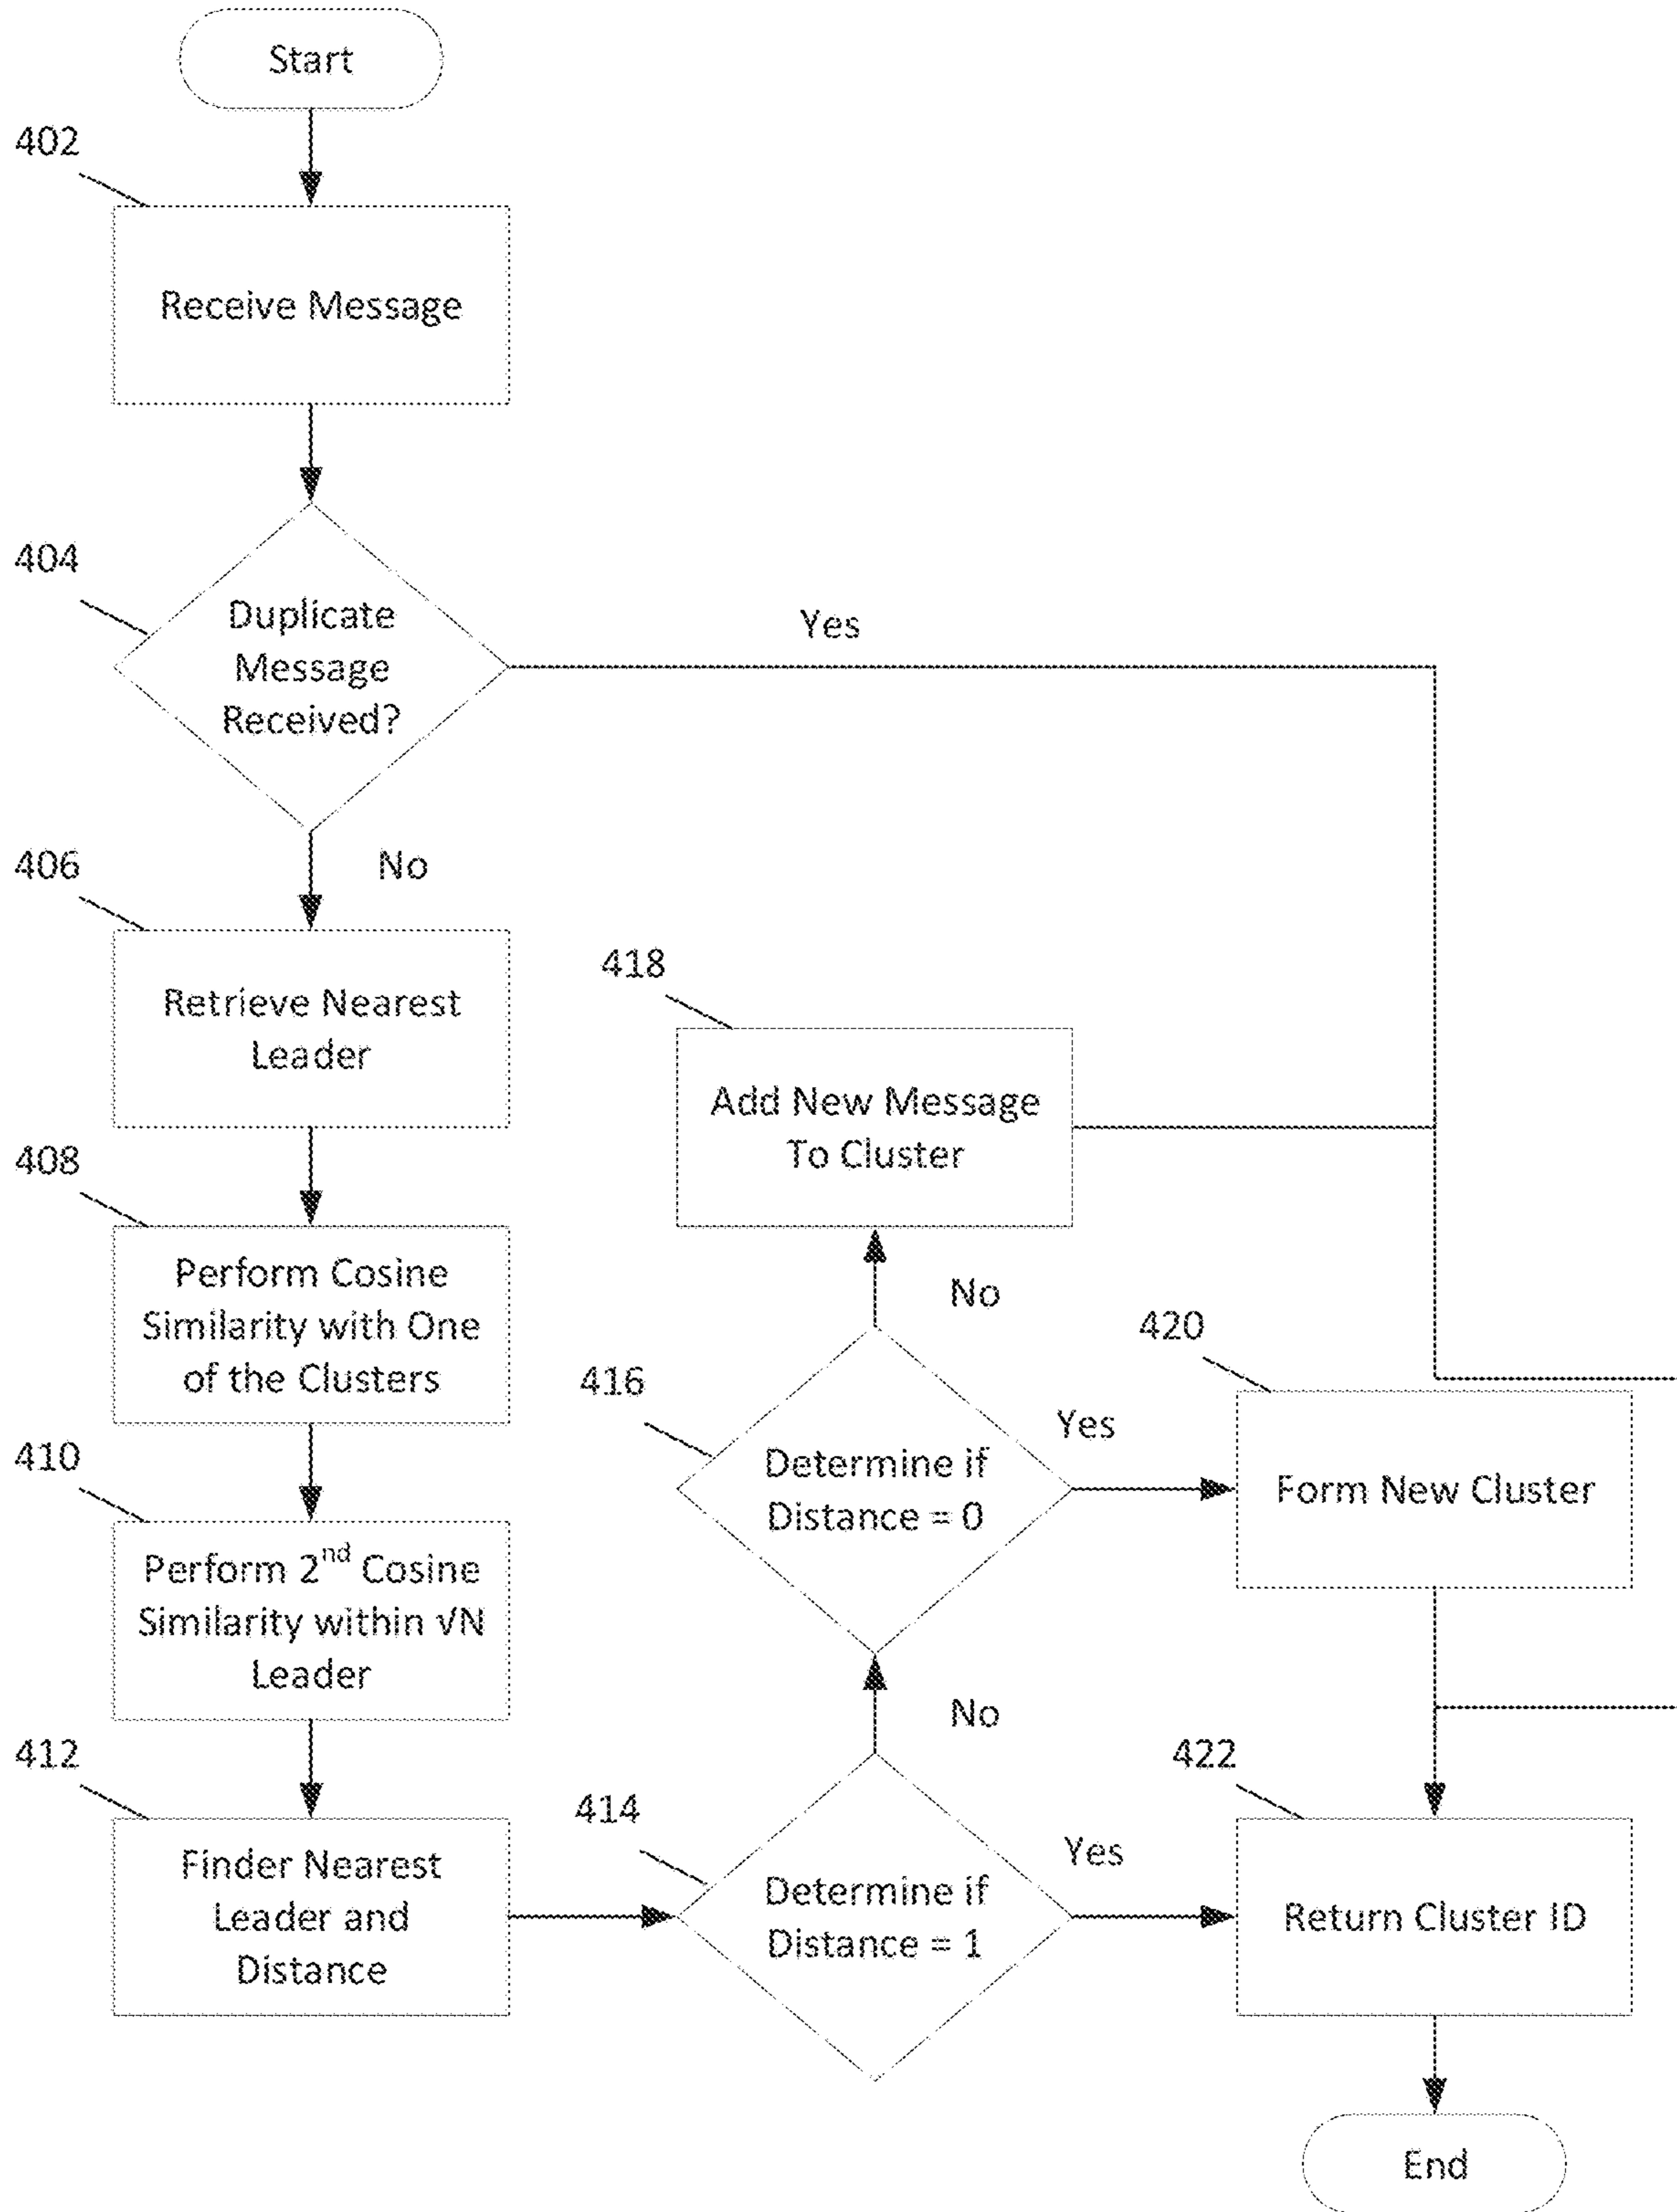 Start
402
Receive Message
404
Duplicate
Message
Received?
Yes
No
406
Retrieve Nearest
Leader
408
Perform Cosine
Similarity with One
of the Clusters
410
Perform 2nd Cosine
Similarity within √N
Leader
412
Finder Nearest
Leader and
Distance
414
Determine if
Distance = 1
Yes
No
416
Determine if
Distance = 0
Yes
No
418
Add New Message
To Cluster
420
Form New Cluster
422
Return Cluster ID
End